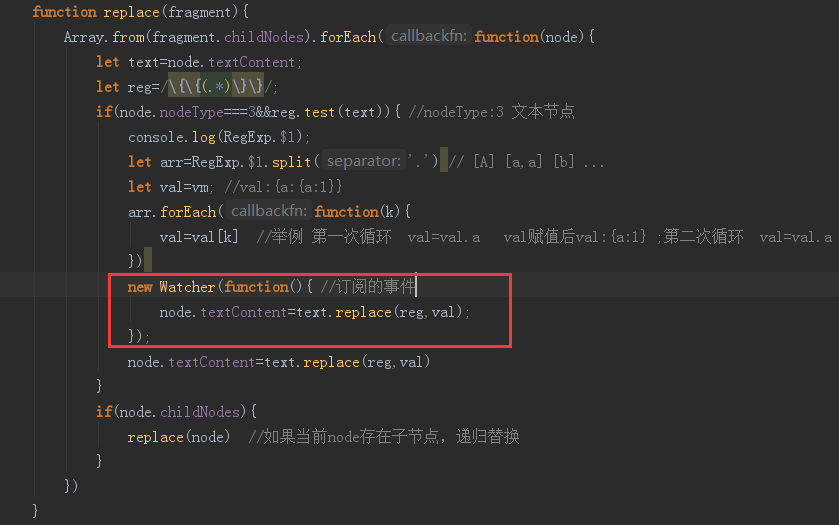 function replace(fragment){
Array.from(fragment.childNodes).forEach( callbackfn: function(node){
let text=node.textContent;
let reg=/\{\{(.*)\}\}/;
if(node.nodeType===3&&reg.test(text)){ //nodeType:3 文本节点
console.log(RegExp.$1);
let arr=RegExp.$1.split( separator: '.') // [A] [a,a] [b] ...
let val=vm; //val:{a:{a:1}}
arr.forEach( callbackfn: function(k){
val=val[k] //举例 第一次循环 val=val.a val赋值后val:{a:1} ;第二次循环 val=val.a
})
new Watcher(function(){ //订阅的事件
node.textContent=text.replace(reg,val);
});
node.textContent=text.replace(reg,val)
}
if(node.childNodes){
replace(node) //如果当前node存在子节点，递归替换
}
})
}